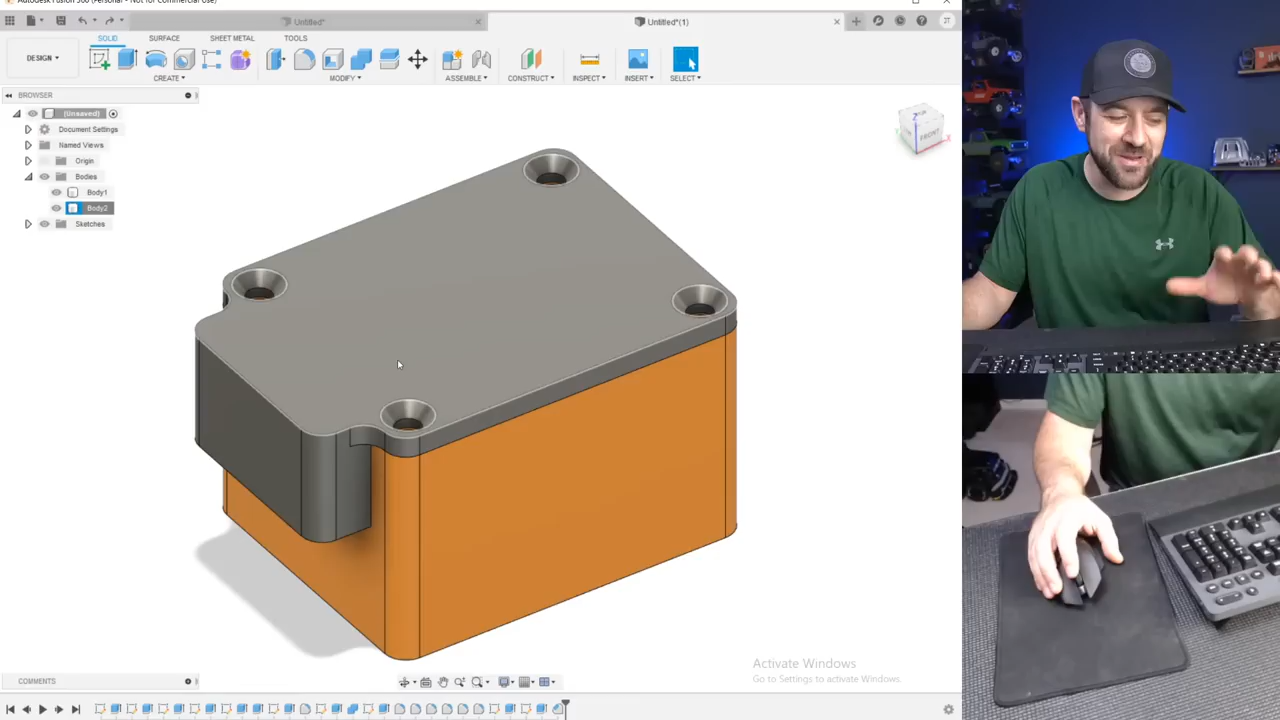 Autodesk Fusion 360 (Personal - Not for Commercial Use)
Untitled*
Untitled*(1)
SOLID
SURFACE
SHEET METAL
TOOLS
DESIGN
CREATE
MODIFY
ASSEMBLE
CONSTRUCT
INSPECT
INSERT
SELECT
BROWSER
(Unsaved)
Document Settings
Named Views
Origin
Bodies
Body1
Body2
Sketches
FRONT
Z
Activate Windows
Go to Settings to activate Windows.
COMMENTS